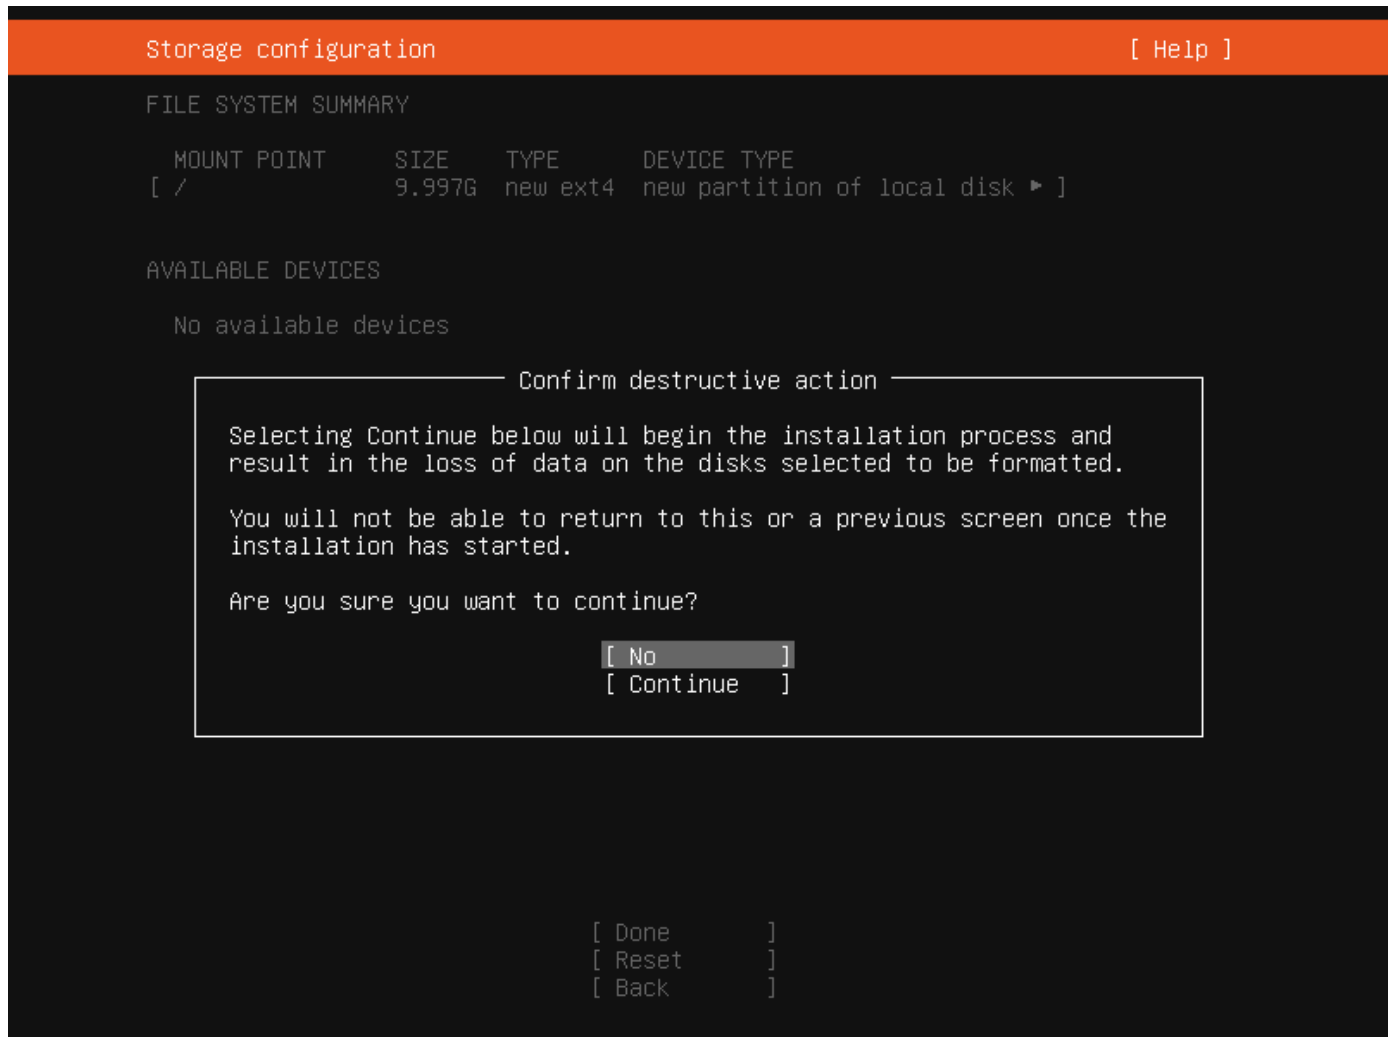 Storage configuration [ Help ]
FILE SYSTEM SUMMARY
MOUNT POINT SIZE TYPE DEVICE TYPE
[ / 9.997G new ext4 new partition of local disk ▸ ]
AVAILABLE DEVICES
No available devices
Confirm destructive action
Selecting Continue below will begin the installation process and
result in the loss of data on the disks selected to be formatted.
You will not be able to return to this or a previous screen once the
installation has started.
Are you sure you want to continue?
[ No ]
[ Continue ]
[ Done ]
[ Reset ]
[ Back ]